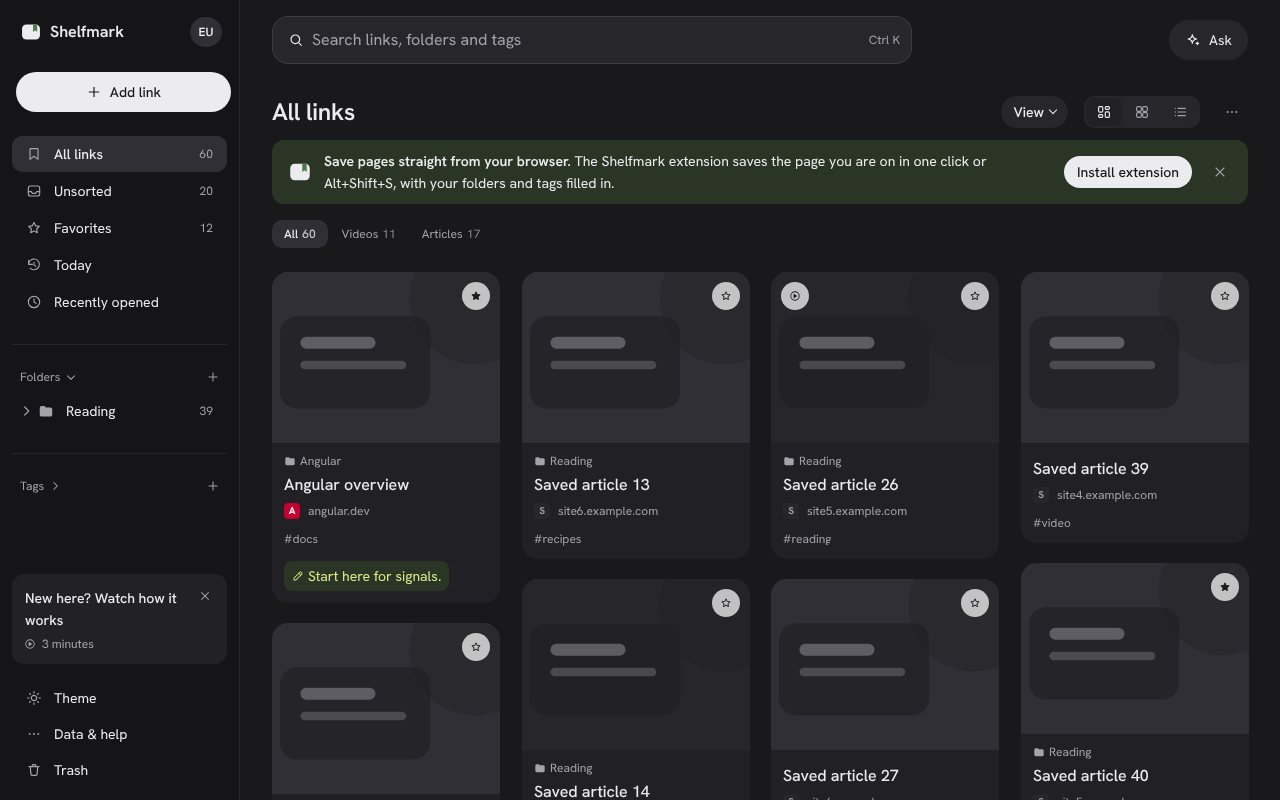 Shelfmark
EU
Add link
All links 60
Unsorted 20
Favorites 12
Today
Recently opened
Folders
Reading 39
Tags
New here? Watch how it
works
3 minutes
Theme
Data & help
Trash
Search links, folders and tags Ctrl K
Ask
All links
View
Save pages straight from your browser. The Shelfmark extension saves the page you are on in one click or
Alt+Shift+S, with your folders and tags filled in.
Install extension
All 60 Videos 11 Articles 17
Angular
Angular overview
A angular.dev
#docs
Start here for signals.
Reading
Saved article 13
S site6.example.com
#recipes
Reading
Saved article 14
Reading
Saved article 26
S site5.example.com
#reading
Saved article 27
Saved article 39
S site4.example.com
#video
Reading
Saved article 40